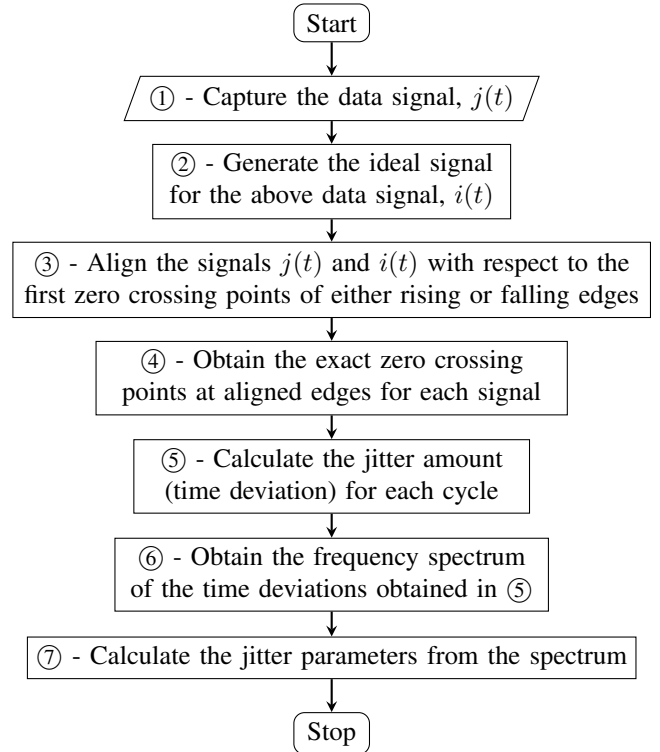 Start
① - Capture the data signal, j(t)
② - Generate the ideal signal
for the above data signal, i(t)
③ - Align the signals j(t) and i(t) with respect to the
first zero crossing points of either rising or falling edges
④ - Obtain the exact zero crossing
points at aligned edges for each signal
⑤ - Calculate the jitter amount
(time deviation) for each cycle
⑥ - Obtain the frequency spectrum
of the time deviations obtained in ⑤
⑦ - Calculate the jitter parameters from the spectrum
Stop